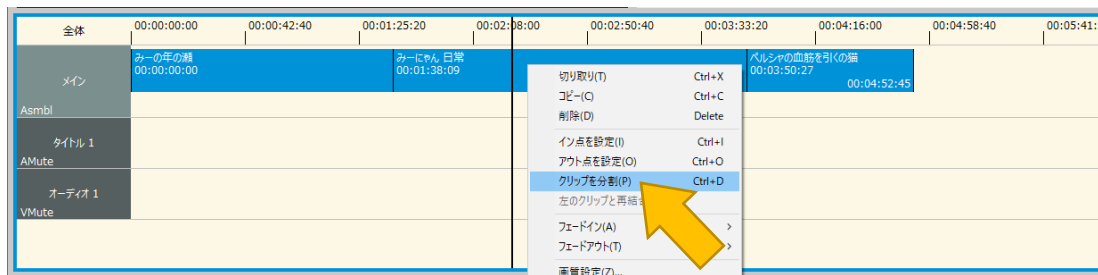 全体 00:00:00:00 00:00:42:40 00:01:25:20 00:02:08:00 00:02:50:40 00:03:33:20 00:04:16:00 00:04:58:40 00:05:41:
メイン
Asmbl
みーの年の瀬
00:00:00:00
みーにゃん 日常
00:01:38:09
ペルシャの血筋を引くの猫
00:03:50:27
00:04:52:45
タイトル 1
AMute
オーディオ 1
VMute
切り取り(T) Ctrl+X
コピー(C) Ctrl+C
削除(D) Delete
イン点を設定(I) Ctrl+I
アウト点を設定(O) Ctrl+O
クリップを分割(P) Ctrl+D
左のクリップと再結
フェードイン(A) >
フェードアウト(T) >
画質設定(Z)...